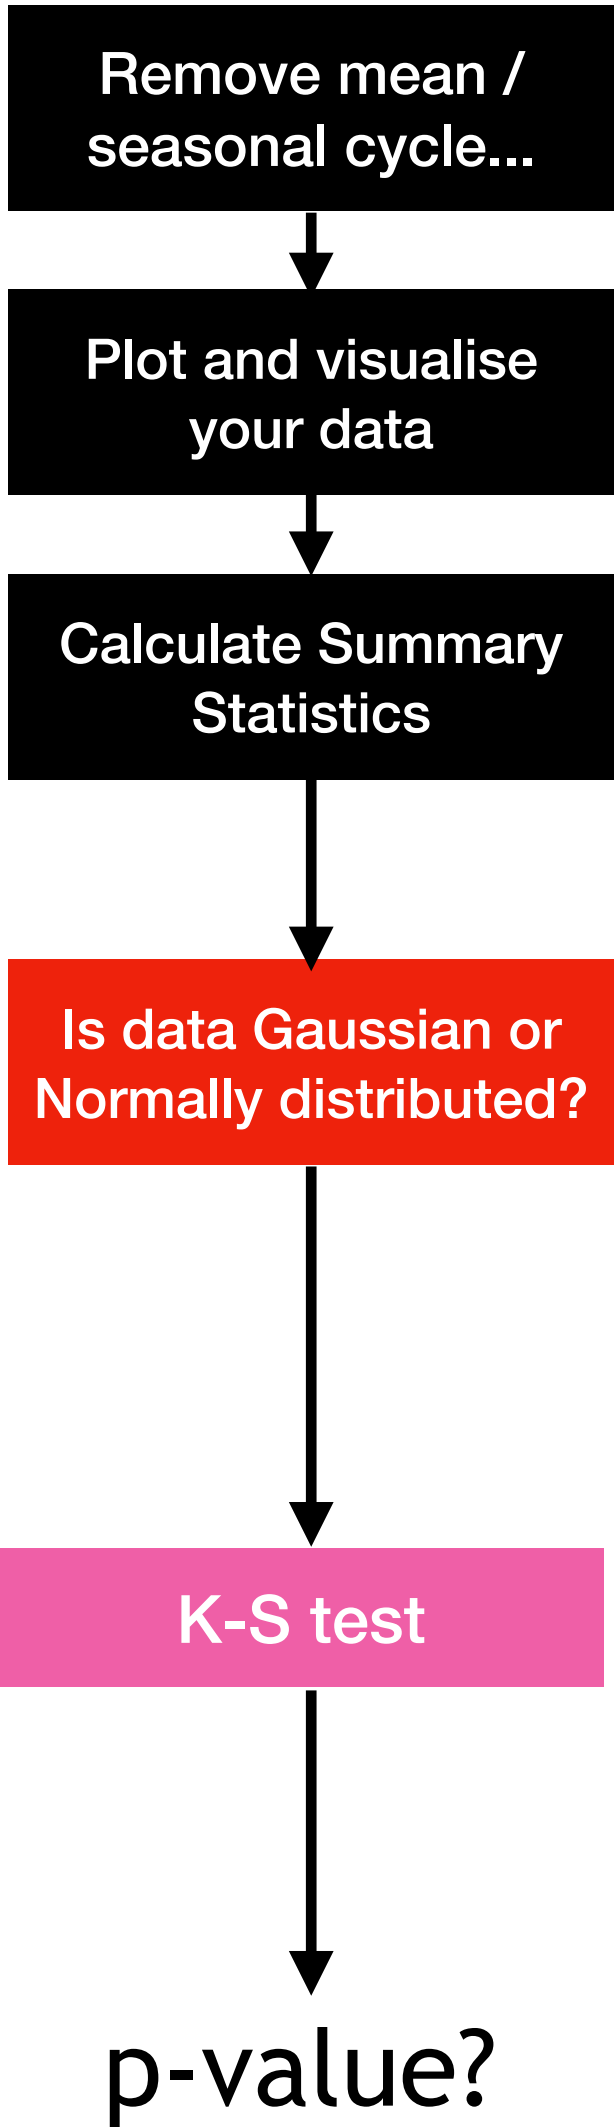 Remove mean /
seasonal cycle...
Plot and visualise
your data
Calculate Summary
Statistics
Is data Gaussian or
Normally distributed?
K-S test
p-value?